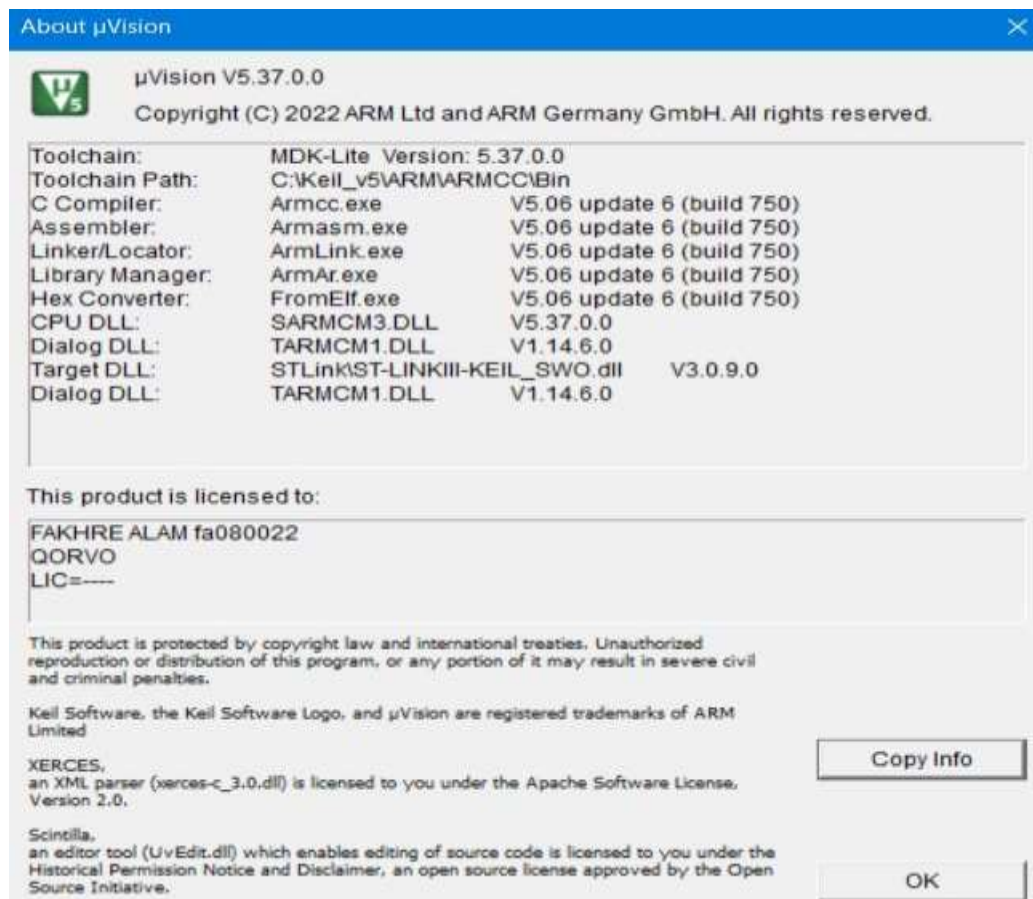 About µVision
µVision V5.37.0.0
Copyright (C) 2022 ARM Ltd and ARM Germany GmbH. All rights reserved.
Toolchain: MDK-Lite Version: 5.37.0.0
Toolchain Path: C:\Keil_v5\ARM\ARMCC\Bin
C Compiler: Armcc.exe V5.06 update 6 (build 750)
Assembler: Armasm.exe V5.06 update 6 (build 750)
Linker/Locator: ArmLink.exe V5.06 update 6 (build 750)
Library Manager: ArmAr.exe V5.06 update 6 (build 750)
Hex Converter: FromElf.exe V5.06 update 6 (build 750)
CPU DLL: SARMCM3.DLL V5.37.0.0
Dialog DLL: TARMCM1.DLL V1.14.6.0
Target DLL: STLink\ST-LINKIII-KEIL_SWO.dll V3.0.9.0
Dialog DLL: TARMCM1.DLL V1.14.6.0
This product is licensed to:
FAKHRE ALAM fa080022
QORVO
LIC=----
This product is protected by copyright law and international treaties. Unauthorized
reproduction or distribution of this program, or any portion of it may result in severe civil
and criminal penalties.
Keil Software, the Keil Software Logo, and µVision are registered trademarks of ARM
Limited
XERCES,
an XML parser (xerces-c_3.0.dll) is licensed to you under the Apache Software License,
Version 2.0.
Copy Info
Scintilla,
an editor tool (UvEdit.dll) which enables editing of source code is licensed to you under the
Historical Permission Notice and Disclaimer, an open source license approved by the Open
Source Initiative.
OK